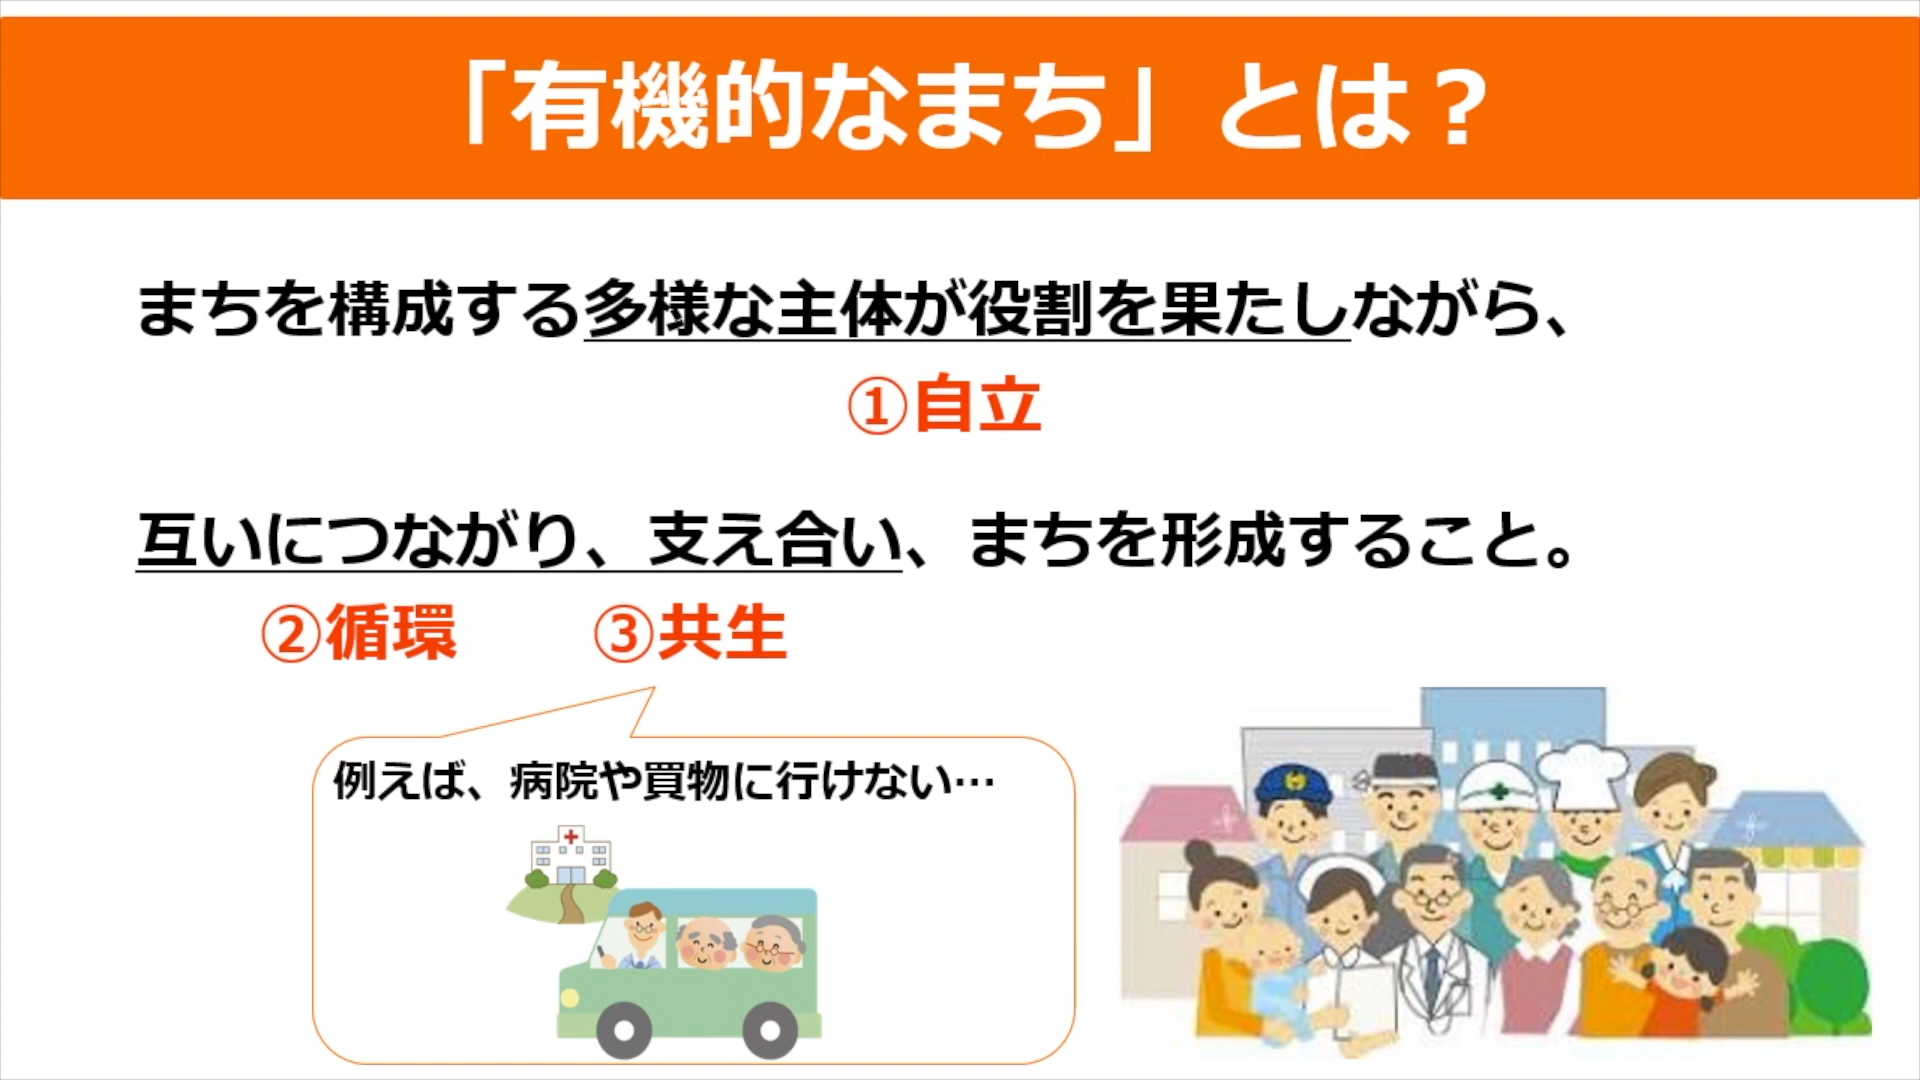 「有機的なまち」とは？
まちを構成する多様な主体が役割を果たしながら、
①自立
互いにつながり、支え合い、まちを形成すること。
②循環 ③共生
例えば、病院や買物に行けない…